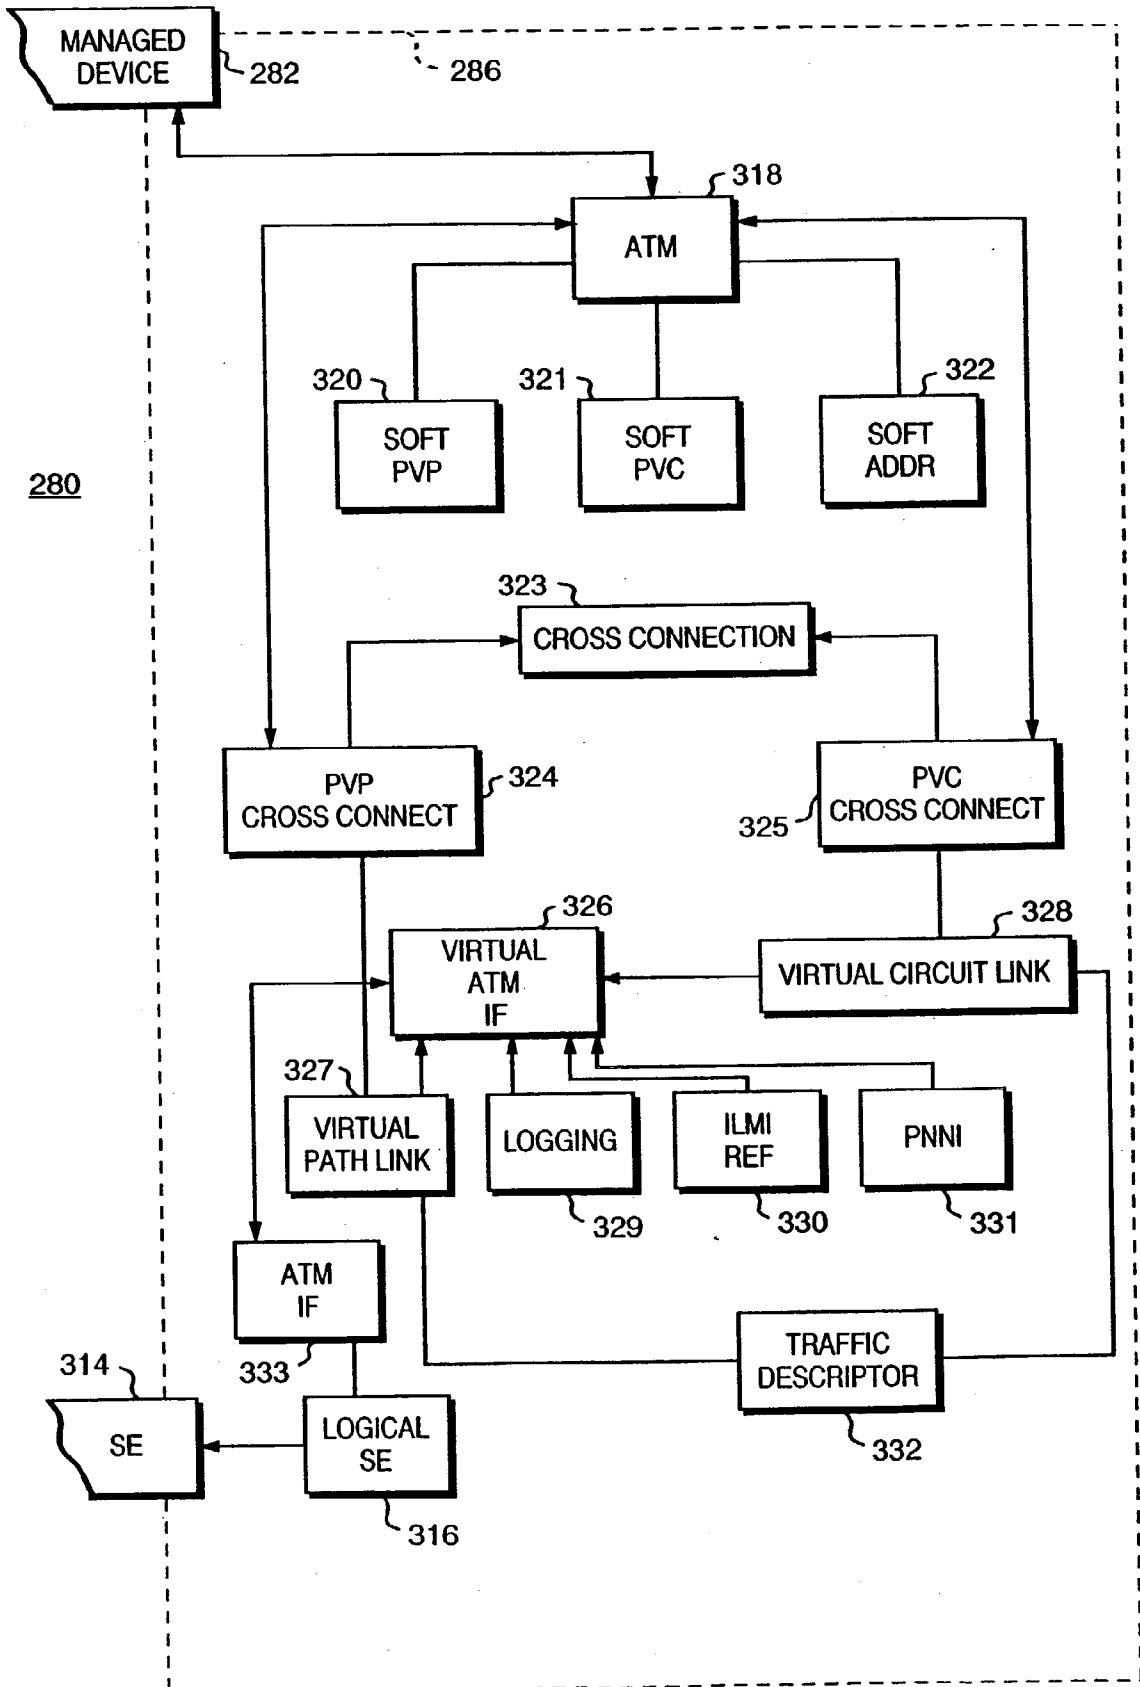 MANAGED
DEVICE
282
286
318
ATM
320
321
322
SOFT
PVP
SOFT
PVC
SOFT
ADDR
280
323
CROSS CONNECTION
PVP
CROSS CONNECT
324
PVC
CROSS CONNECT
325
326
VIRTUAL
ATM
IF
328
VIRTUAL CIRCUIT LINK
327
VIRTUAL
PATH LINK
LOGGING
329
ILMI
REF
330
PNNI
331
ATM
IF
333
TRAFFIC
DESCRIPTOR
332
314
SE
LOGICAL
SE
316